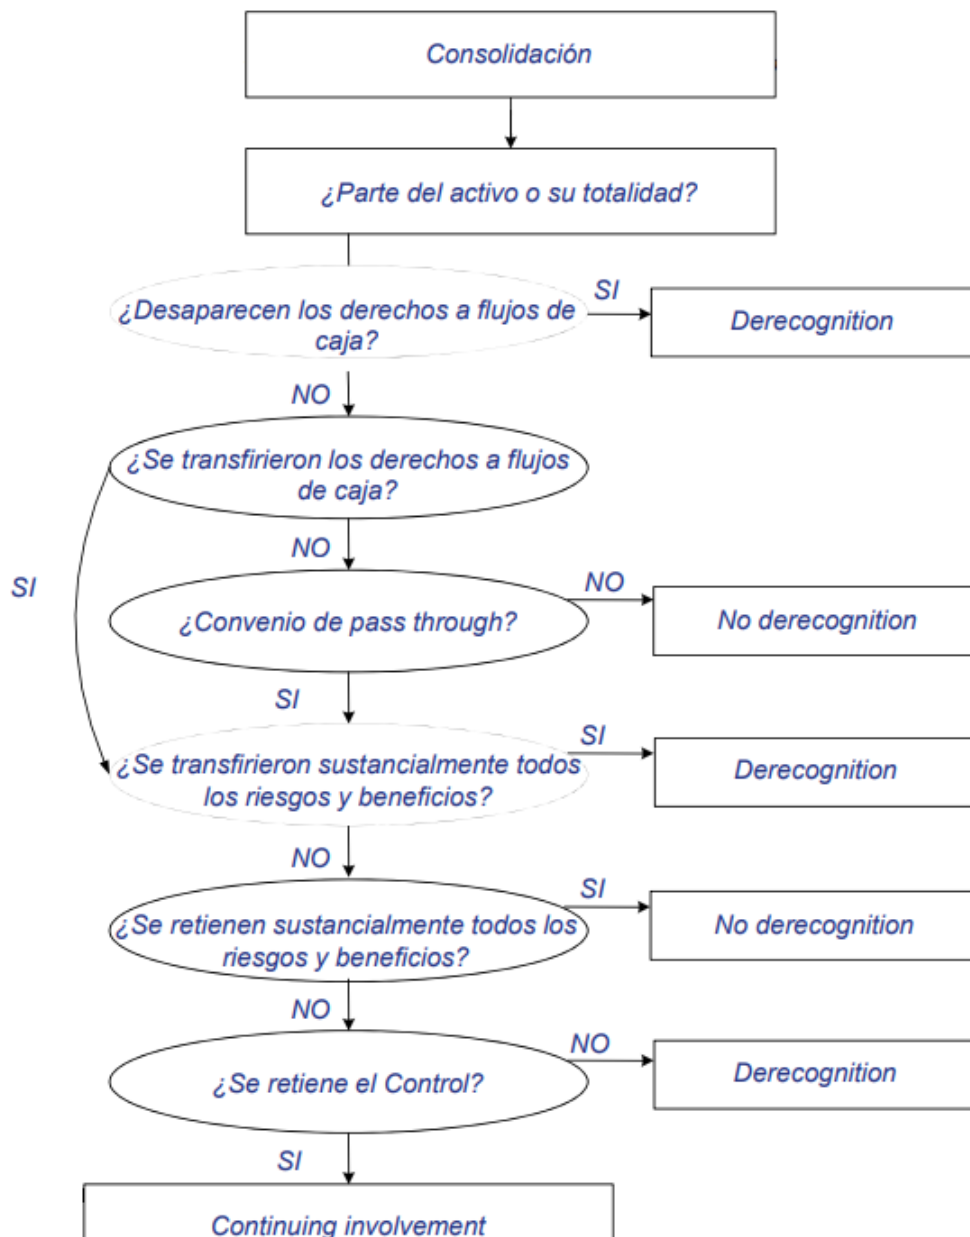 Consolidación
¿Parte del activo o su totalidad?
¿Desaparecen los derechos a flujos de
caja?
SI
Derecognition
NO
¿Se transfirieron los derechos a flujos
de caja?
SI
NO
¿Convenio de pass through?
NO
No derecognition
SI
¿Se transfirieron sustancialmente todos
los riesgos y beneficios?
SI
Derecognition
NO
¿Se retienen sustancialmente todos los
riesgos y beneficios?
SI
No derecognition
NO
¿Se retiene el Control?
NO
Derecognition
SI
Continuing involvement